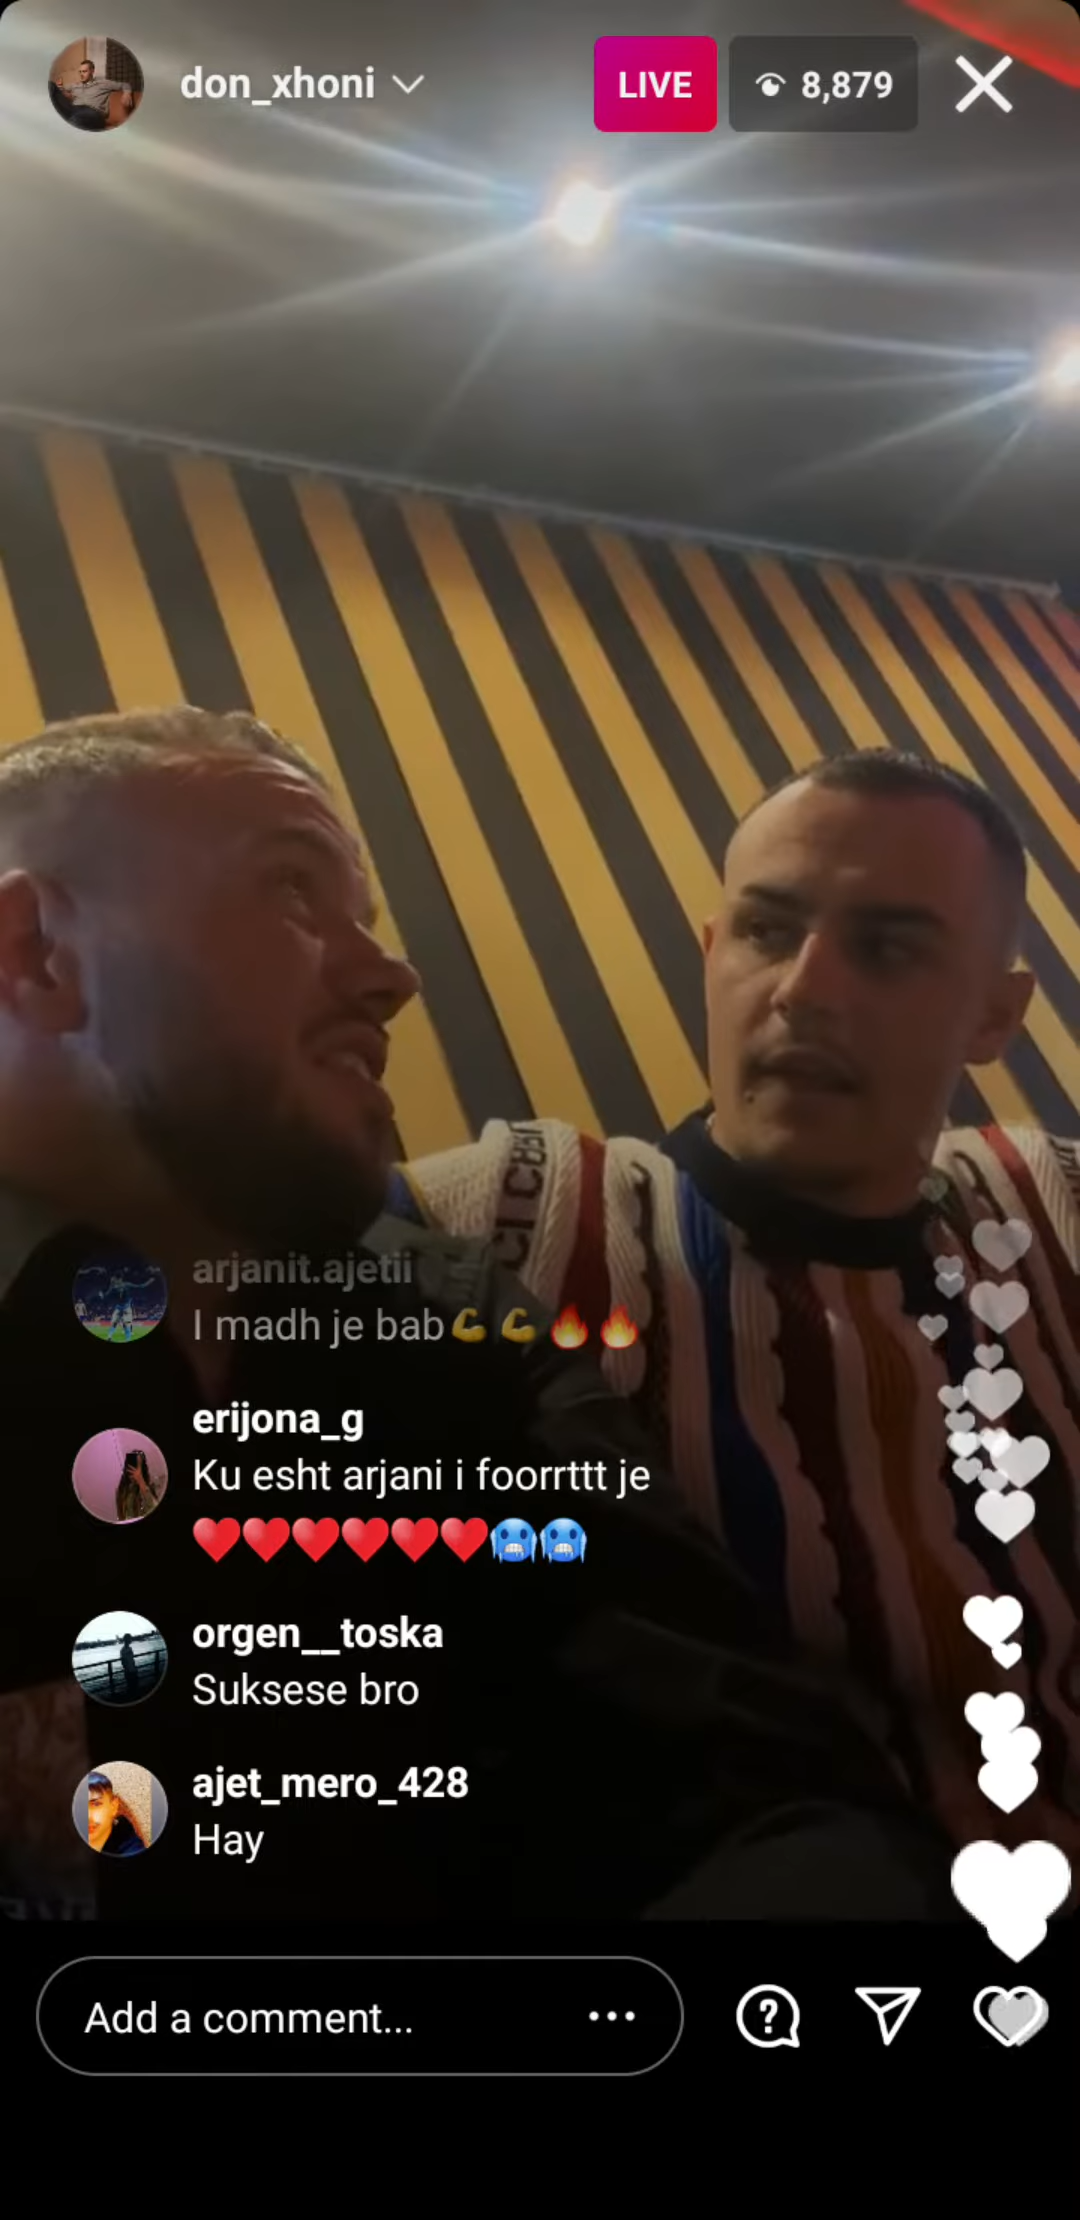 don_xhoni
LIVE
8,879
arjanit.ajetii
I madh je bab💪💪🔥🔥
erijona_g
Ku esht arjani i foorrttt je
❤️❤️❤️❤️❤️❤️🥶🥶
orgen__toska
Suksese bro
ajet_mero_428
Hay
Add a comment...